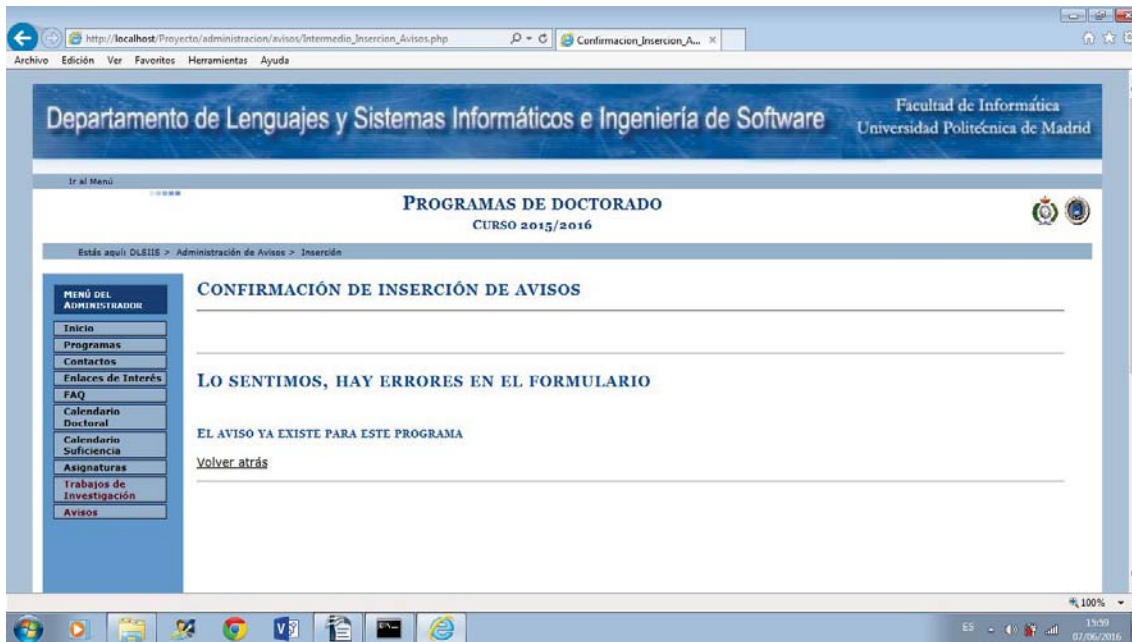 http://localhost/Proyecto/administracion/avisos/Intermedio_Insercion_Avisos.php
Confirmacion_Insercion_A...
Archivo Edición Ver Favoritos Herramientas Ayuda
Departamento de Lenguajes y Sistemas Informáticos e Ingeniería de Software
Facultad de Informática
Universidad Politécnica de Madrid
Ir al Menú
PROGRAMAS DE DOCTORADO
CURSO 2015/2016
Estás aquí: DLSIIS > Administración de Avisos > Inserción
MENÚ DEL
ADMINISTRADOR
Inicio
Programas
Contactos
Enlaces de Interés
FAQ
Calendario
Doctoral
Calendario
Suficiencia
Asignaturas
Trabajos de
Investigación
Avisos
CONFIRMACIÓN DE INSERCIÓN DE AVISOS
LO SENTIMOS, HAY ERRORES EN EL FORMULARIO
EL AVISO YA EXISTE PARA ESTE PROGRAMA
Volver atrás
100%
ES
15:59
07/06/2016